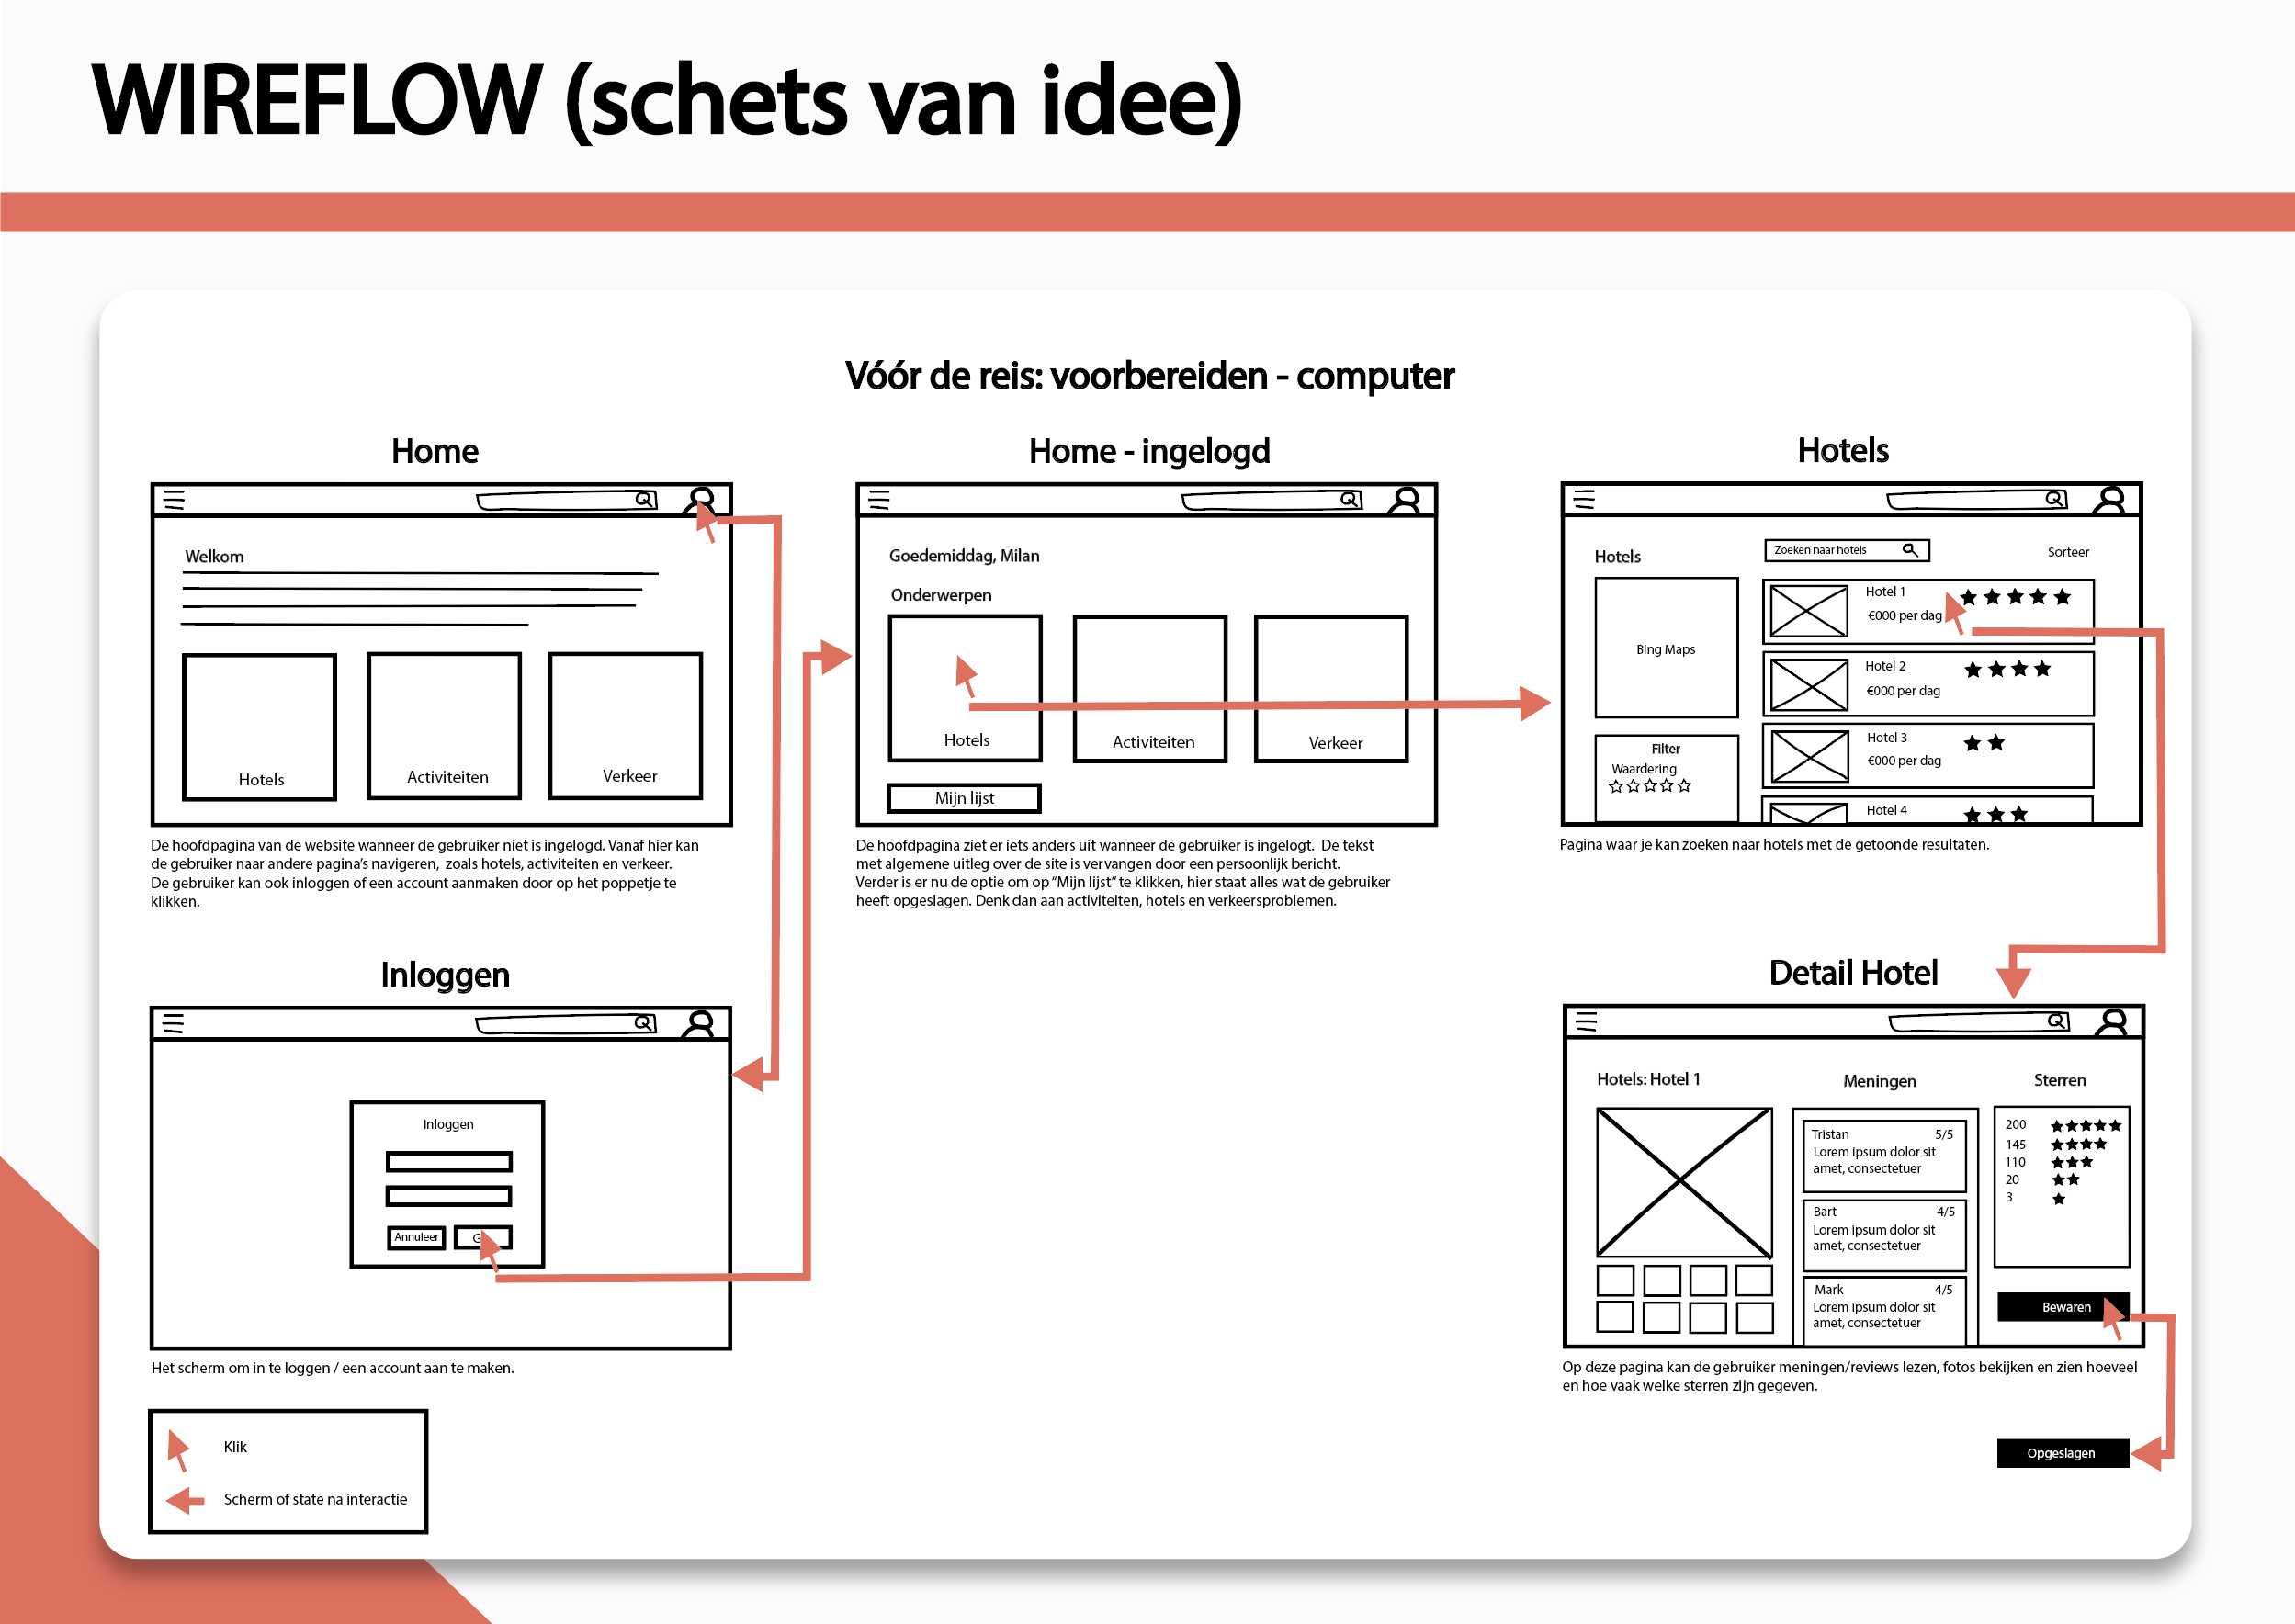 WIREFLOW (schets van idee)
Vóór de reis: voorbereiden - computer
Home
Welkom
Hotels
Activiteiten
Verkeer
De hoofdpagina van de website wanneer de gebruiker niet is ingelogd. Vanaf hier kan
de gebruiker naar andere pagina's navigeren, zoals hotels, activiteiten en verkeer.
De gebruiker kan ook inloggen of een account aanmaken door op het poppetje te
klikken.
Home - ingelogd
Goedemiddag, Milan
Onderwerpen
Hotels
Activiteiten
Verkeer
Mijn lijst
De hoofdpagina ziet er iets anders uit wanneer de gebruiker is ingelogt. De tekst
met algemene uitleg over de site is vervangen door een persoonlijk bericht.
Verder is er nu de optie om op “Mijn lijst” te klikken, hier staat alles wat de gebruiker
heeft opgeslagen. Denk dan aan activiteiten, hotels en verkeersproblemen.
Hotels
Hotels
Zoeken naar hotels
Sorteer
Bing Maps
Filter
Waardering
Hotel 1
€000 per dag
Hotel 2
€000 per dag
Hotel 3
€000 per dag
Hotel 4
Pagina waar je kan zoeken naar hotels met de getoonde resultaten.
Inloggen
Inloggen
Annuleer
Het scherm om in te loggen / een account aan te maken.
Detail Hotel
Hotels: Hotel 1
Meningen
Tristan 5/5
Lorem ipsum dolor sit
amet, consectetuer
Bart 4/5
Lorem ipsum dolor sit
amet, consectetuer
Mark 4/5
Lorem ipsum dolor sit
amet, consectetuer
Sterren
200
145
110
20
3
Bewaren
Op deze pagina kan de gebruiker meningen/reviews lezen, fotos bekijken en zien hoeveel
en hoe vaak welke sterren zijn gegeven.
Opgeslagen
Klik
Scherm of state na interactie